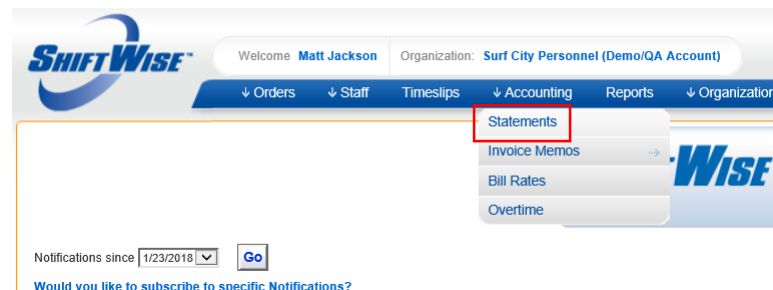 SHIFTWISE
Welcome Matt Jackson Organization: Surf City Personnel (Demo/QA Account)
↓ Orders ↓ Staff Timeslips ↓ Accounting Reports ↓ Organization
Statements
Invoice Memos
Bill Rates
Overtime
WISE
Notifications since 1/23/2018 Go
Would you like to subscribe to specific Notifications?